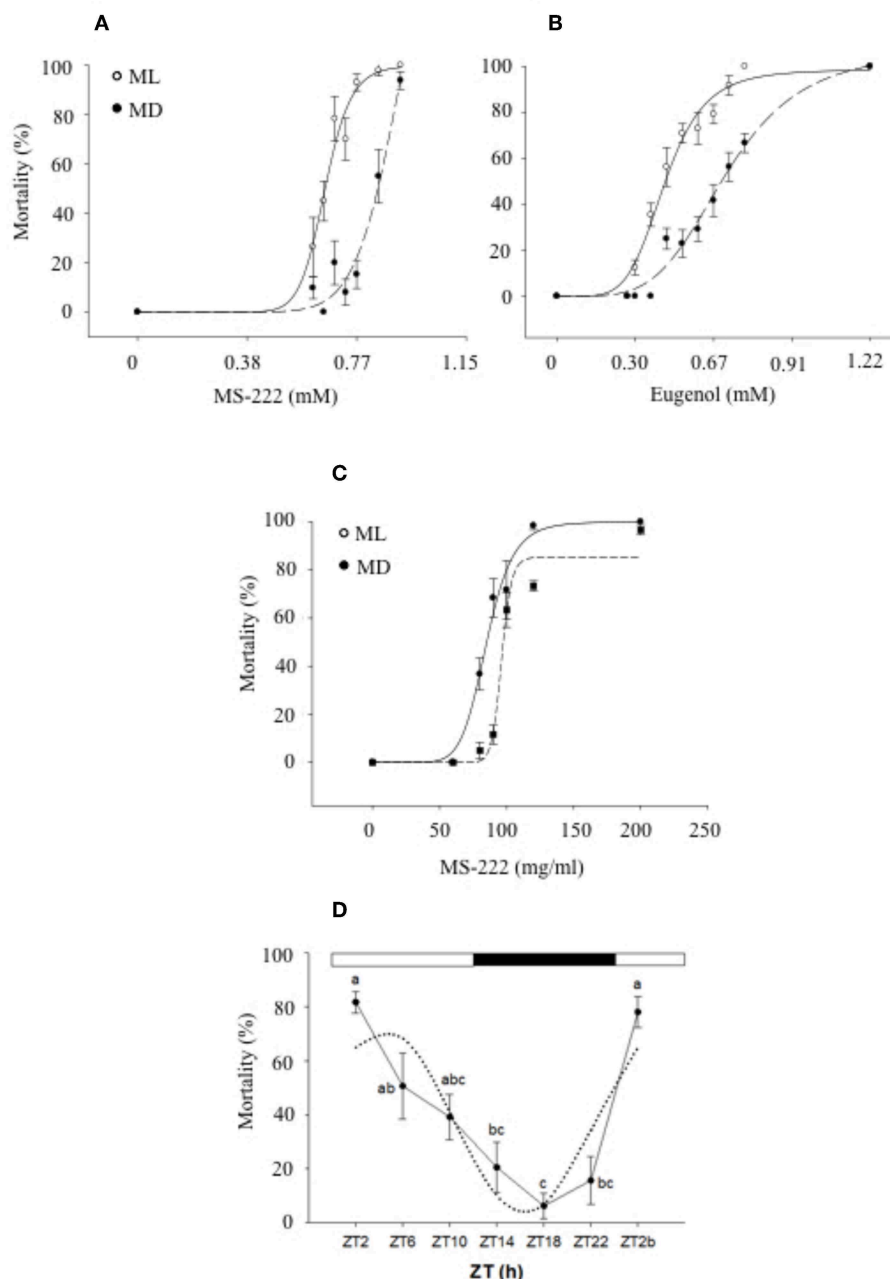 A
ML
MD
100
80
60
40
20
0
Mortality (%)
0
0.38
0.77
1.15
MS-222 (mM)
B
100
80
60
40
20
0
0
0.30
0.67
0.91
1.22
Eugenol (mM)
C
ML
MD
100
80
60
40
20
0
Mortality (%)
0
50
100
150
200
250
MS-222 (mg/ml)
D
100
80
60
40
20
0
Mortality (%)
a
ab
abc
bc
c
bc
a
ZT2
ZT6
ZT10
ZT14
ZT18
ZT22
ZT2b
ZT (h)